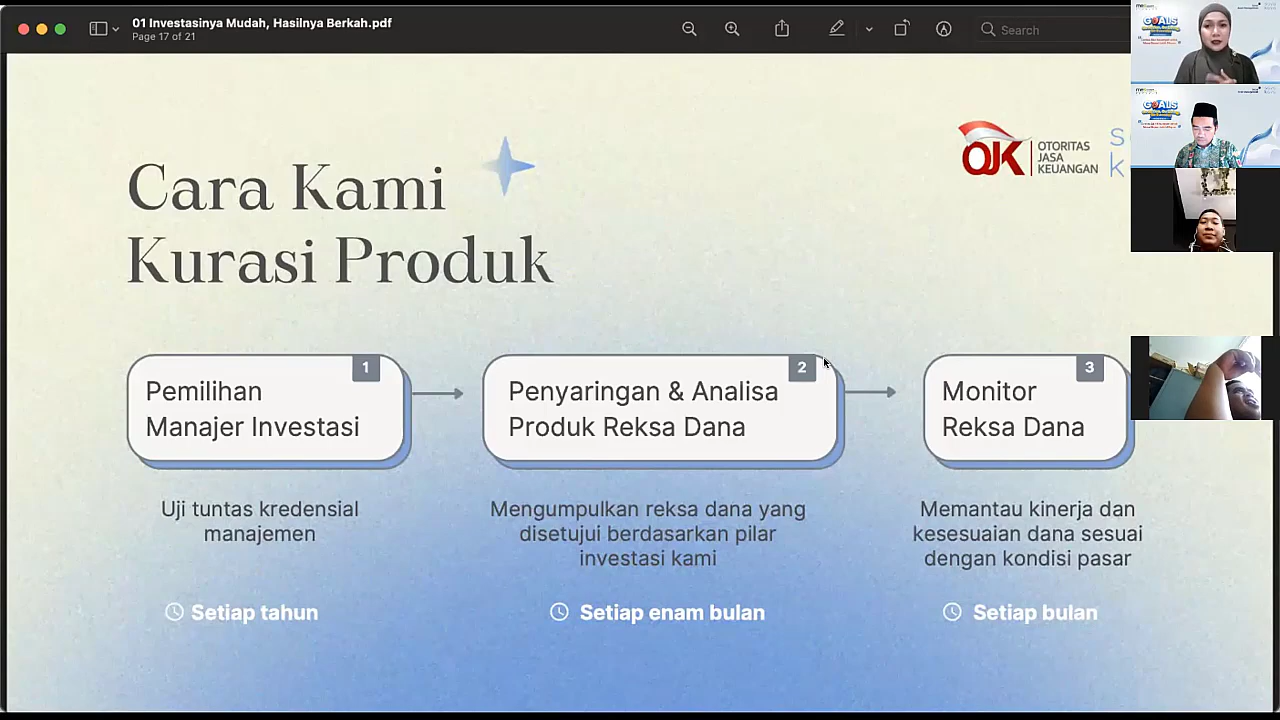 01 Investasinya Mudah, Hasilnya Berkah.pdf
Page 17 of 21
Search
Cara Kami
Kurasi Produk
OJK
OTORITAS
JASA
KEUANGAN
1
Pemilihan
Manajer Investasi
Uji tuntas kredensial
manajemen
Setiap tahun
2
Penyaringan & Analisa
Produk Reksa Dana
Mengumpulkan reksa dana yang
disetujui berdasarkan pilar
investasi kami
Setiap enam bulan
3
Monitor
Reksa Dana
Memantau kinerja dan
kesesuaian dana sesuai
dengan kondisi pasar
Setiap bulan